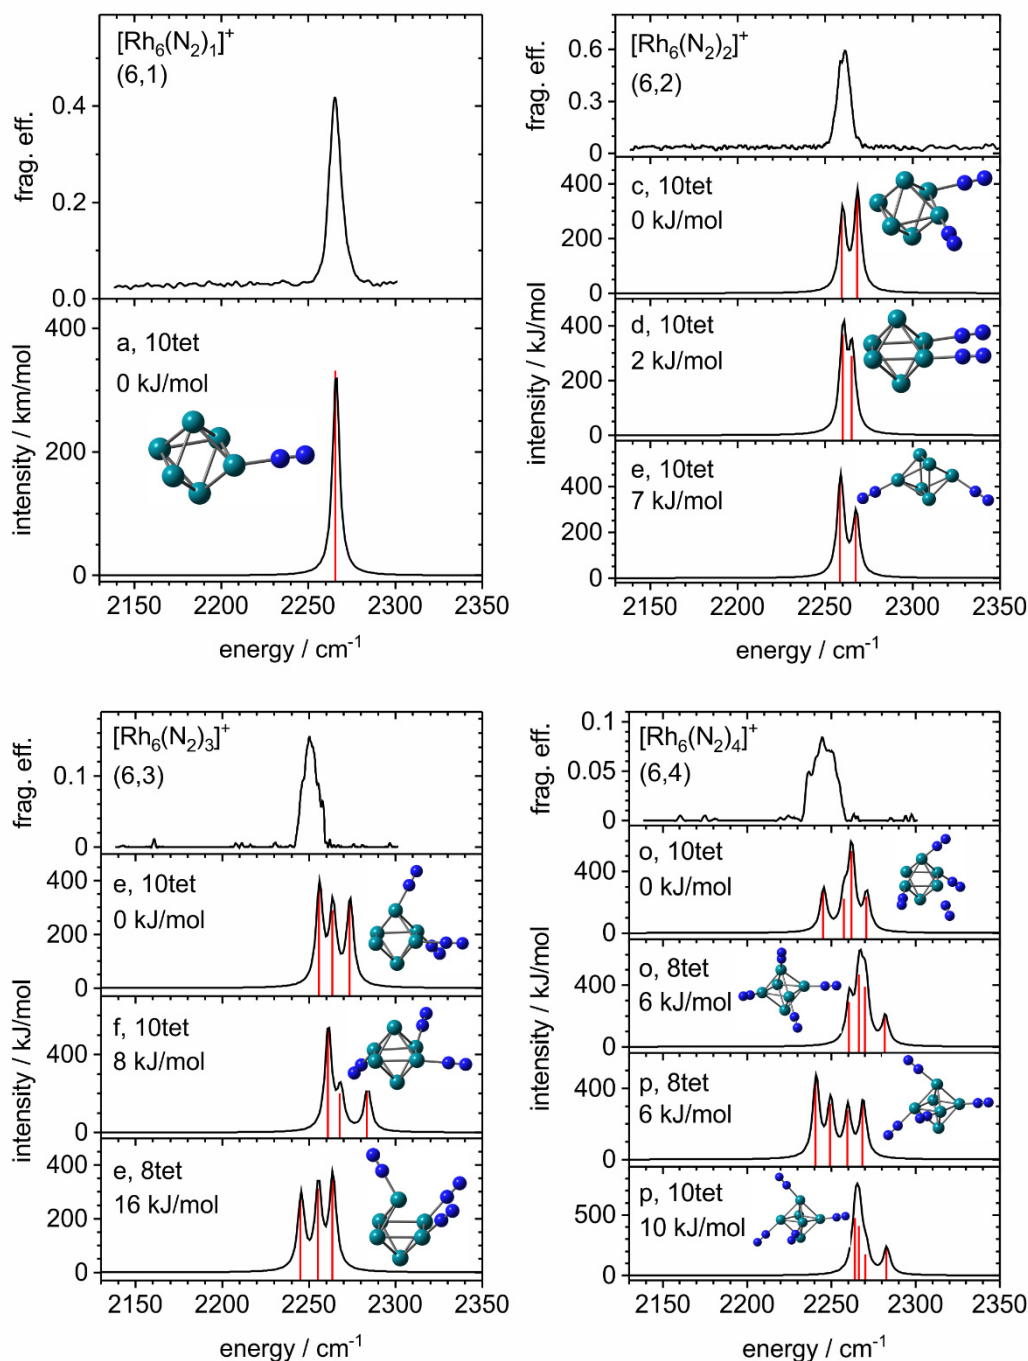 [Rh₆(N₂)₁]⁺
(6,1)
frag. eff.
0.4
0.2
0.0
a, 10tet
0 kJ/mol
intensity / km/mol
400
200
0
2150 2200 2250 2300 2350
energy / cm⁻¹
[Rh₆(N₂)₂]⁺
(6,2)
frag. eff.
0.6
0.3
0
c, 10tet
0 kJ/mol
400
200
0
d, 10tet
2 kJ/mol
400
200
0
e, 10tet
7 kJ/mol
400
200
0
intensity / kJ/mol
2150 2200 2250 2300 2350
energy / cm⁻¹
[Rh₆(N₂)₃]⁺
(6,3)
frag. eff.
0.1
0
e, 10tet
0 kJ/mol
400
200
0
f, 10tet
8 kJ/mol
400
0
e, 8tet
16 kJ/mol
400
200
0
intensity / kJ/mol
2150 2200 2250 2300 2350
energy / cm⁻¹
[Rh₆(N₂)₄]⁺
(6,4)
frag. eff.
0.1
0.05
0
o, 10tet
0 kJ/mol
400
0
o, 8tet
6 kJ/mol
400
0
p, 8tet
6 kJ/mol
400
0
p, 10tet
10 kJ/mol
500
0
intensity / kJ/mol
2150 2200 2250 2300 2350
energy / cm⁻¹